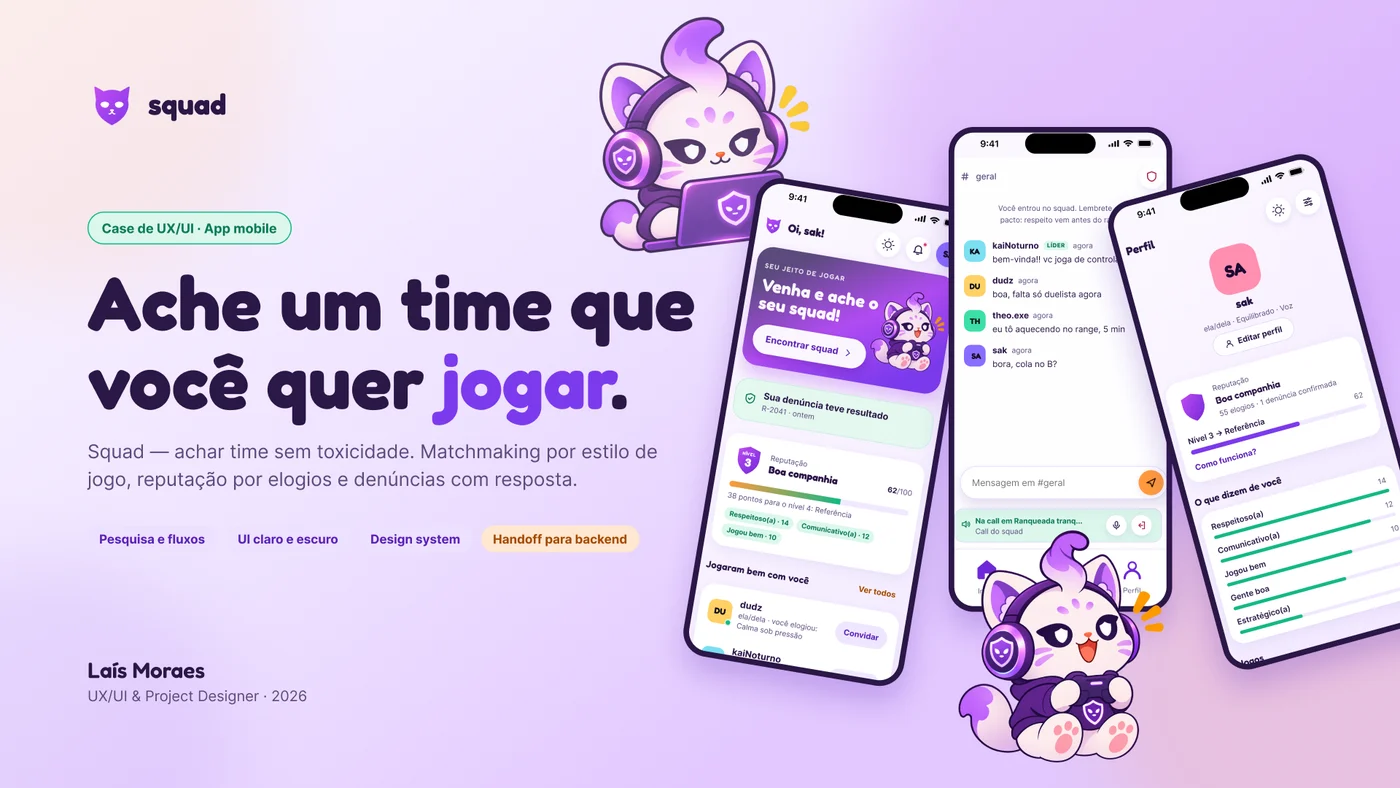 squad
Case de UX/UI · App mobile
Ache um time que
você quer jogar.
Squad — achar time sem toxicidade. Matchmaking por estilo de
jogo, reputação por elogios e denúncias com resposta.
Pesquisa e fluxos
UI claro e escuro
Design system
Handoff para backend
Laís Moraes
UX/UI & Project Designer · 2026
9:41
Oi, sak!
SEU JEITO DE JOGAR
Venha e ache o
seu squad!
Encontrar squad
Sua denúncia teve resultado
R-2041 · ontem
NÍVEL
3
Reputação
Boa companhia
62/100
38 pontos para o nível 4: Referência
Respeitoso(a) · 14
Comunicativo(a) · 12
Jogou bem · 10
Jogaram bem com você
Ver todos
DU
dudz
ela/dela · você elogiou:
Calma sob pressão
Convidar
kaiNoturno
9:41
# geral
Você entrou no squad. Lembrete
pacto: respeito vem antes do
KA
kaiNoturno LÍDER agora
bem-vinda!! vc joga de
DU
dudz agora
boa, falta só duelista agora
TH
theo.exe agora
eu tô aquecendo no range, 5 min
SA
sak agora
bora, cola no B?
Mensagem em #geral
Na call em Ranqueada tranq...
Call do squad
Perfil
9:41
Perfil
SA
sak
ela/dela · Equilibrado · Voz
Editar perfil
Reputação
Boa companhia
55 elogios · 1 denúncia confirmada
Nível 3 → Referência
62
Como funciona?
O que dizem de você
Respeitoso(a)
14
Comunicativo(a)
12
Jogou bem
10
Gente boa
Estratégico(a)
Jogos